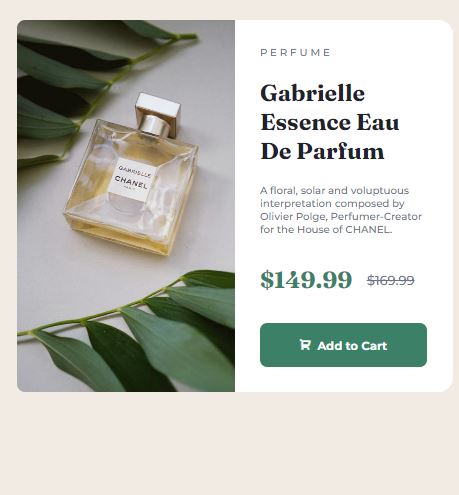 GABRIELLE
CHANEL
PARIS
PERFUME
Gabrielle
Essence Eau
De Parfum
A floral, solar and voluptuous
interpretation composed by
Olivier Polge, Perfumer-Creator
for the House of CHANEL.
$149.99 $169.99
Add to Cart